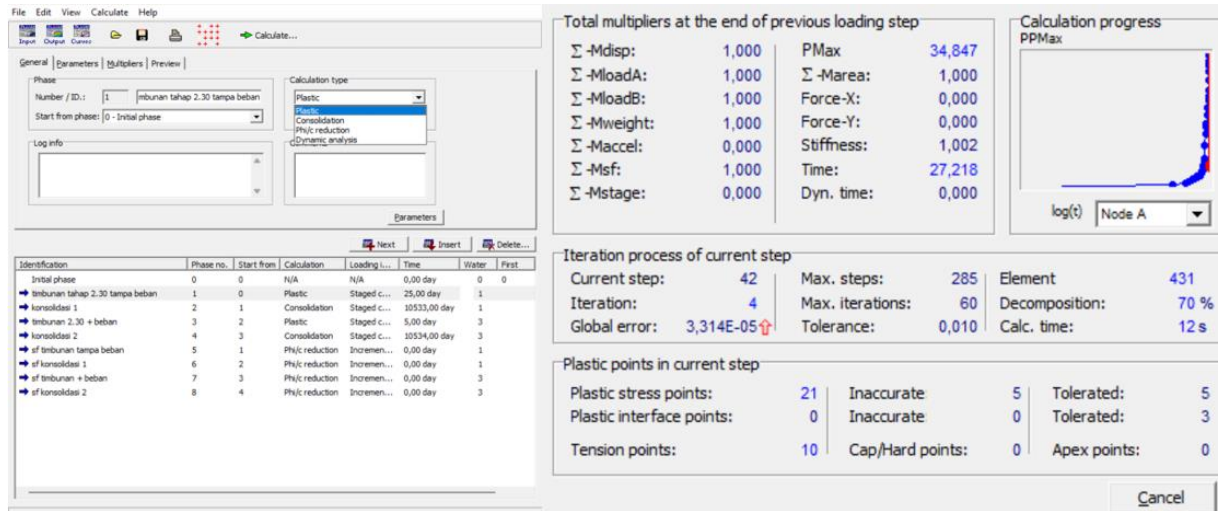 File Edit View Calculate Help
Input Output Curves Calculate...
General Parameters Multipliers Preview
Phase
Number / ID.: 1 mbunan tahap 2.30 tampa beban
Start from phase: 0 - Initial phase
Calculation type
Plastic
Plastic
Consolidation
Phi/c reduction
Dynamic analysis
Log info
Parameters
Next Insert Delete...
Identification Phase no. Start from Calculation Loading i... Time Water First
Initial phase 0 0 N/A N/A 0,00 day 0 0
timbunan tahap 2.30 tampa beban 1 0 Plastic Staged c... 25,00 day 1
konsolidasi 1 2 1 Consolidation Staged c... 10533,00 day 1
timbunan 2.30 + beban 3 2 Plastic Staged c... 5,00 day 3
konsolidasi 2 4 3 Consolidation Staged c... 10534,00 day 3
sf timbunan tampa beban 5 1 Phi/c reduction Incremen... 0,00 day 1
sf konsolidasi 1 6 2 Phi/c reduction Incremen... 0,00 day 1
sf timbunan + beban 7 3 Phi/c reduction Incremen... 0,00 day 3
sf konsolidasi 2 8 4 Phi/c reduction Incremen... 0,00 day 3
Total multipliers at the end of previous loading step
Σ -Mdisp: 1,000 PMax 34,847
Σ -MloadA: 1,000 Σ -Marea: 1,000
Σ -MloadB: 1,000 Force-X: 0,000
Σ -Mweight: 1,000 Force-Y: 0,000
Σ -Maccel: 0,000 Stiffness: 1,002
Σ -Msf: 1,000 Time: 27,218
Σ -Mstage: 0,000 Dyn. time: 0,000
Calculation progress
PPMax
log(t) Node A
Iteration process of current step
Current step: 42 Max. steps: 285 Element 431
Iteration: 4 Max. iterations: 60 Decomposition: 70 %
Global error: 3,314E-05 Tolerance: 0,010 Calc. time: 12 s
Plastic points in current step
Plastic stress points: 21 Inaccurate 5 Tolerated: 5
Plastic interface points: 0 Inaccurate 0 Tolerated: 3
Tension points: 10 Cap/Hard points: 0 Apex points: 0
Cancel